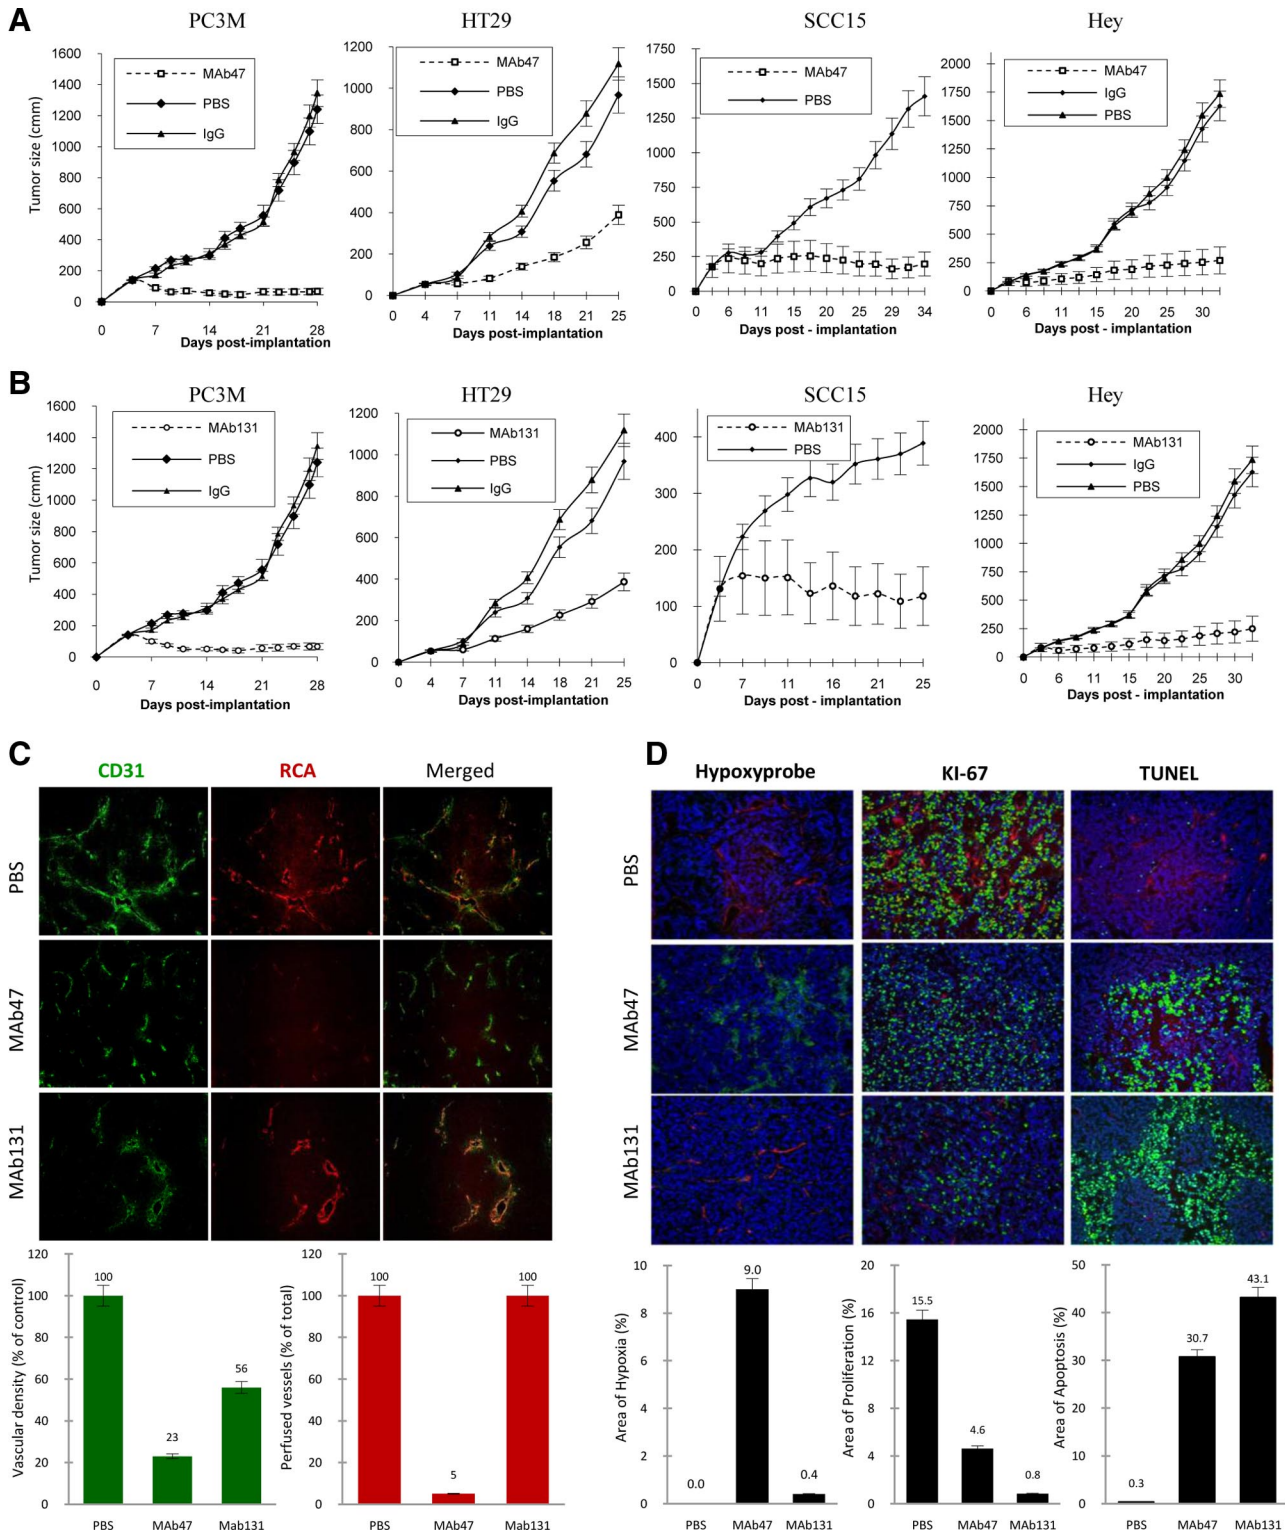 A
PC3M
HT29
SCC15
Hey
Tumor size (cmm)
1600
1400
1200
1000
800
600
400
200
0
MAb47
PBS
IgG
0 7 14 21 28
Days post-implantation
1200
1000
800
600
400
200
0
MAb47
PBS
IgG
0 4 7 11 14 18 21 25
Days post-implantation
1750
1500
1250
1000
750
500
250
0
MAb47
PBS
0 6 11 15 20 25 29 34
Days post - implantation
2000
1750
1500
1250
1000
750
500
250
0
MAb47
IgG
PBS
0 6 11 15 20 25 30
Days post - implantation
B
PC3M
HT29
SCC15
Hey
Tumor size (cmm)
1600
1400
1200
1000
800
600
400
200
0
MAb131
PBS
IgG
0 7 14 21 28
Days post-implantation
1200
1000
800
600
400
200
0
MAb131
PBS
IgG
0 4 7 11 14 18 21 25
Days post-implantation
400
300
200
100
0
MAb131
PBS
0 7 11 16 21 25
Days post - implantation
2000
1750
1500
1250
1000
750
500
250
0
MAb131
IgG
PBS
0 6 11 15 20 25 30
Days post - implantation
C
CD31 RCA Merged
PBS
MAb47
MAb131
Vascular density (% of control)
120
100
80
60
40
20
0
100
23
56
PBS MAb47 Mab131
Perfused vessels (% of total)
120
100
80
60
40
20
0
100
5
100
PBS MAb47 Mab131
D
Hypoxyprobe KI-67 TUNEL
PBS
MAb47
MAb131
Area of Hypoxia (%)
10
8
6
4
2
0
0.0
9.0
0.4
PBS MAb47 MAb131
Area of Proliferation (%)
20
16
12
8
4
0
15.5
4.6
0.8
PBS MAb47 MAb131
Area of Apoptosis (%)
50
40
30
20
10
0
0.3
30.7
43.1
PBS MAb47 MAb131